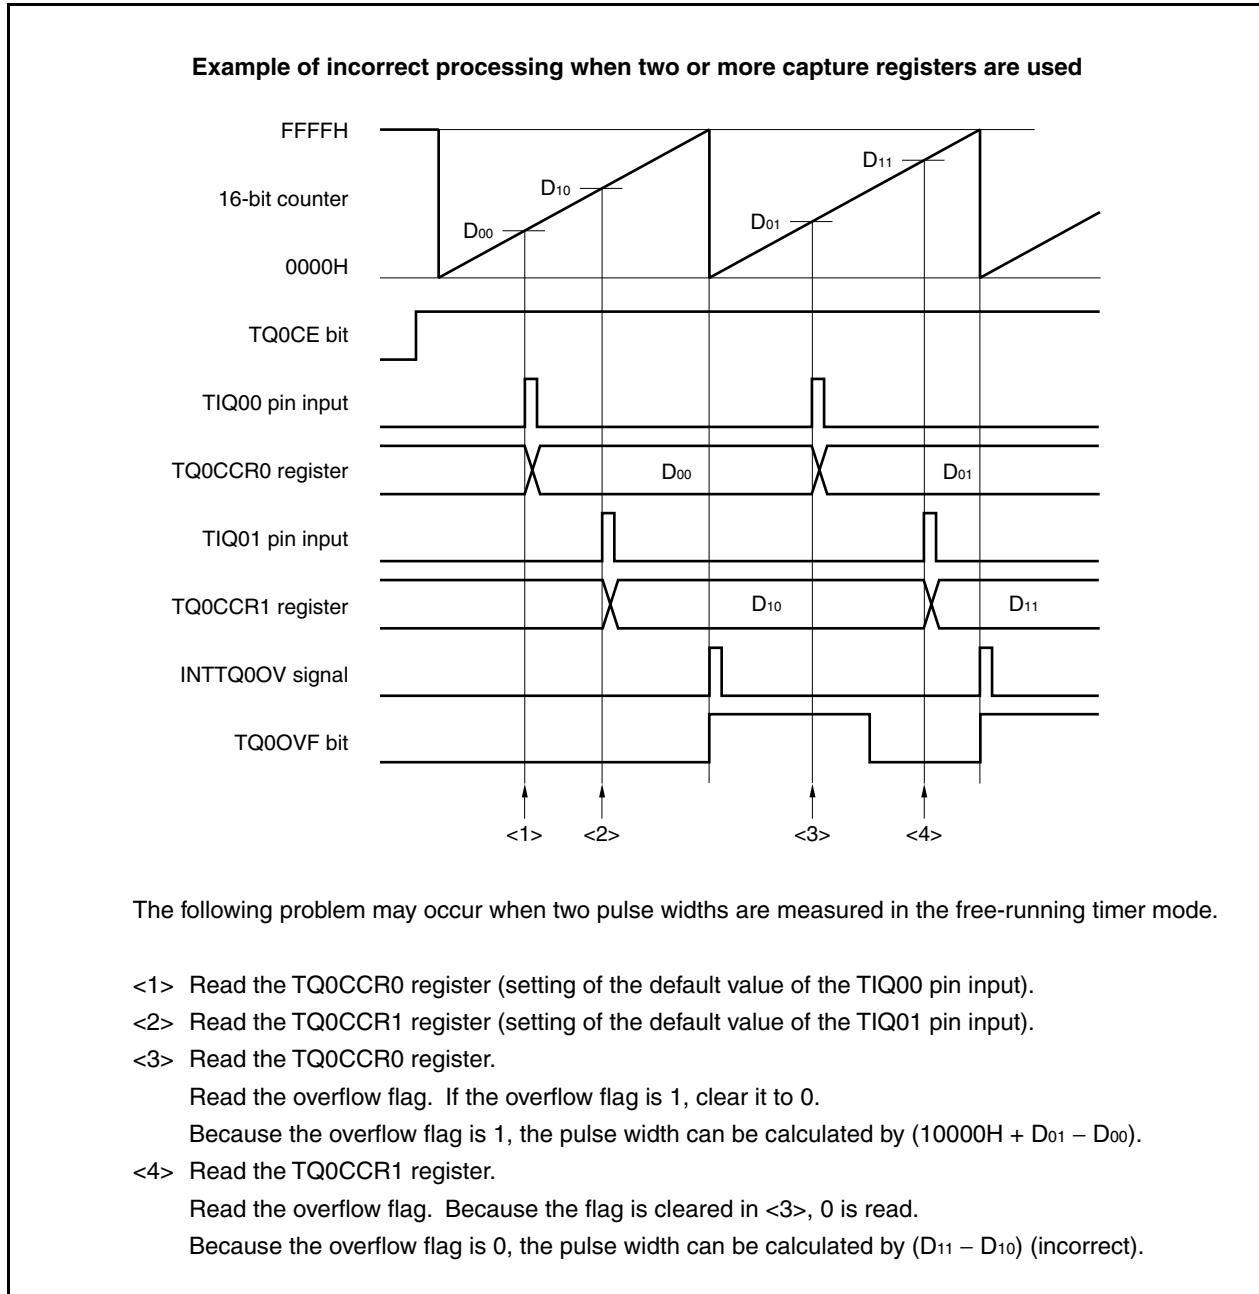 Example of incorrect processing when two or more capture registers are used
FFFFH
16-bit counter
0000H
D00
D10
D01
D11
TQ0CE bit
TIQ00 pin input
TQ0CCR0 register
D00
D01
TIQ01 pin input
TQ0CCR1 register
D10
D11
INTTQ0OV signal
TQ0OVF bit
<1> <2> <3> <4>
The following problem may occur when two pulse widths are measured in the free-running timer mode.
<1> Read the TQ0CCR0 register (setting of the default value of the TIQ00 pin input).
<2> Read the TQ0CCR1 register (setting of the default value of the TIQ01 pin input).
<3> Read the TQ0CCR0 register.
Read the overflow flag. If the overflow flag is 1, clear it to 0.
Because the overflow flag is 1, the pulse width can be calculated by (10000H + D01 − D00).
<4> Read the TQ0CCR1 register.
Read the overflow flag. Because the flag is cleared in <3>, 0 is read.
Because the overflow flag is 0, the pulse width can be calculated by (D11 − D10) (incorrect).